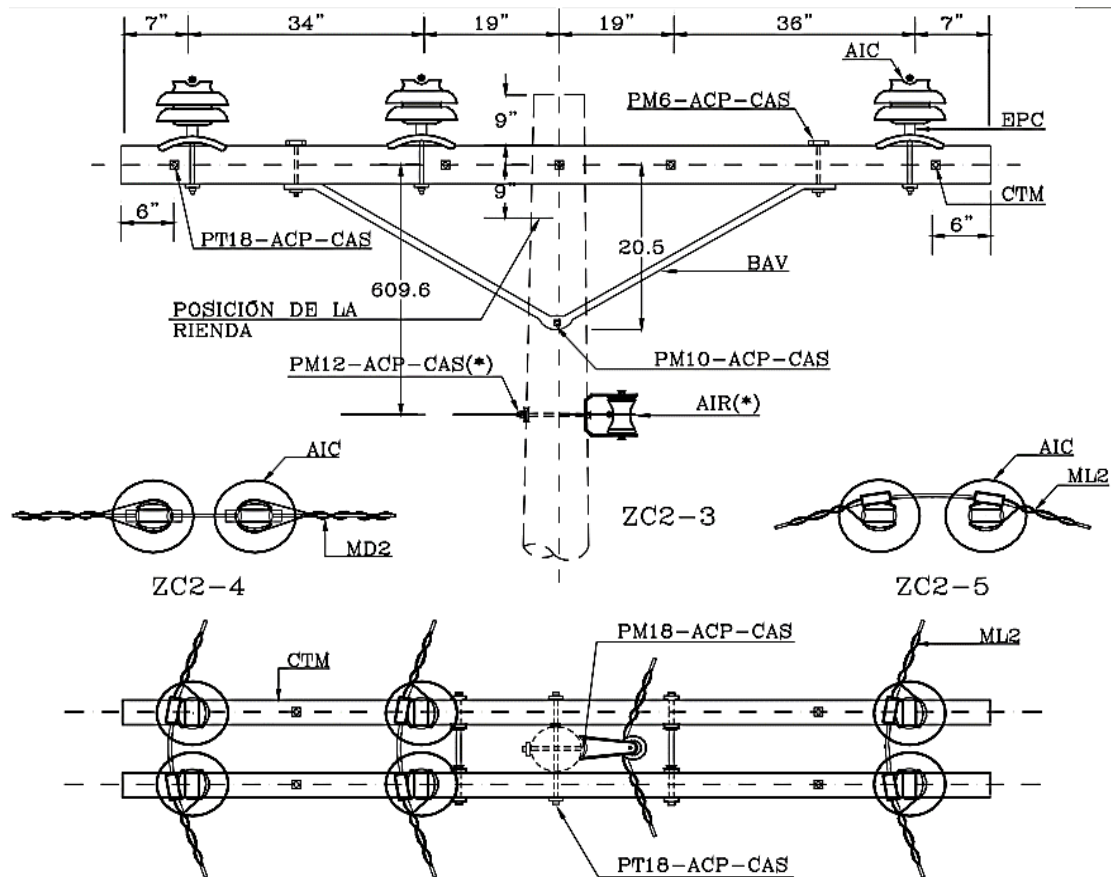 7” 34” 19” 19” 36” 7”
AIC
PM6-ACP-CAS
9”
EPC
9”
CTM
6”
PT18-ACP-CAS
6”
20.5
BAV
609.6
POSICIÓN DE LA
RIENDA
PM10-ACP-CAS
PM12-ACP-CAS(*)
AIR(*)
AIC
AIC
ML2
ZC2-3
MD2
ZC2-4
ZC2-5
PM18-ACP-CAS
ML2
CTM
PT18-ACP-CAS